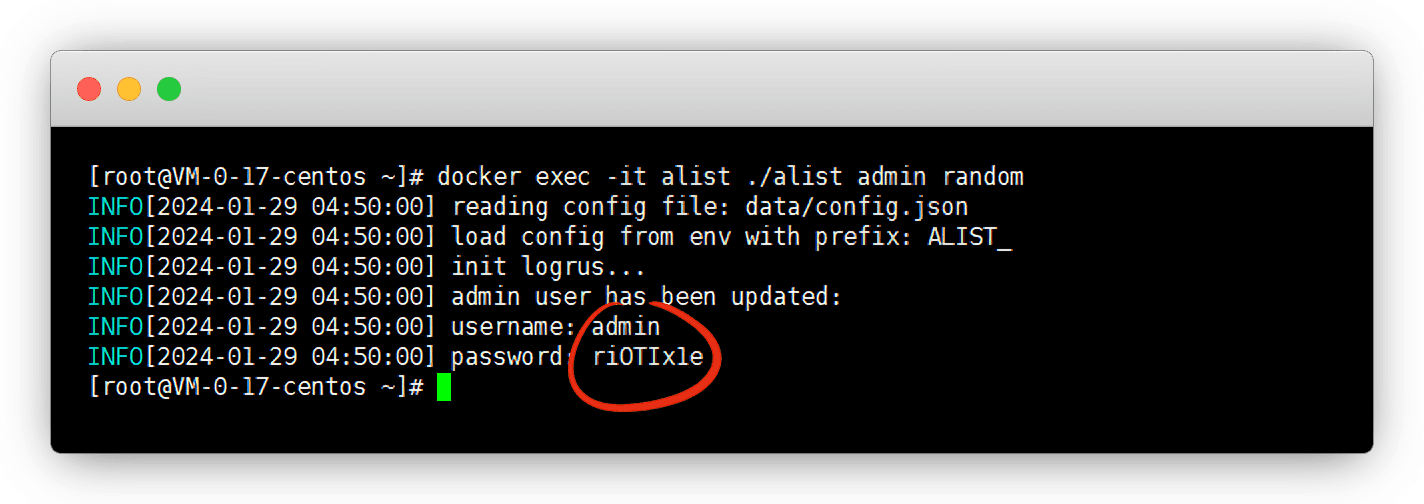 [root@VM-0-17-centos ~]# docker exec -it alist ./alist admin random
INFO[2024-01-29 04:50:00] reading config file: data/config.json
INFO[2024-01-29 04:50:00] load config from env with prefix: ALIST_
INFO[2024-01-29 04:50:00] init logrus...
INFO[2024-01-29 04:50:00] admin user has been updated:
INFO[2024-01-29 04:50:00] username: admin
INFO[2024-01-29 04:50:00] password: riOTIxle
[root@VM-0-17-centos ~]#